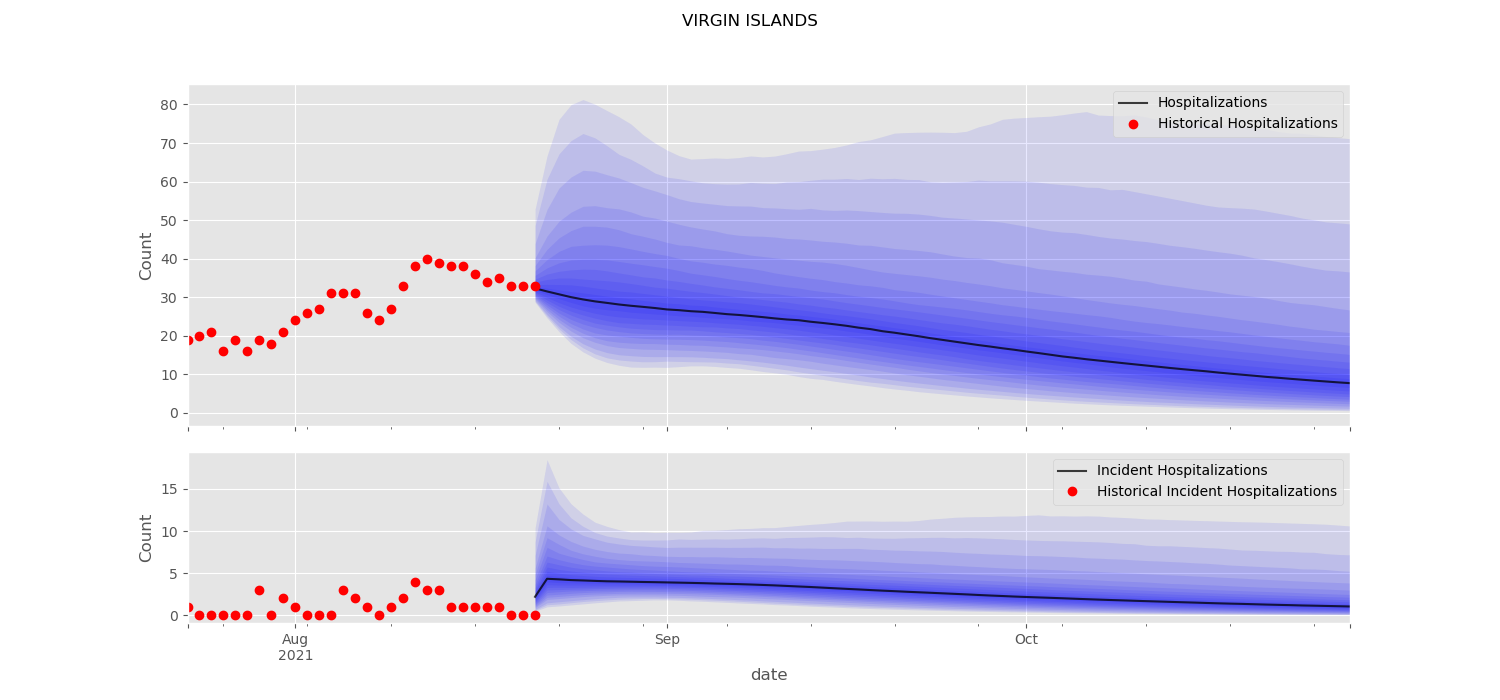 VIRGIN ISLANDS
80
70
60
50
40
30
20
10
0
Count
Hospitalizations
Historical Hospitalizations
15
10
5
0
Count
Incident Hospitalizations
Historical Incident Hospitalizations
Aug
2021
Sep
Oct
date